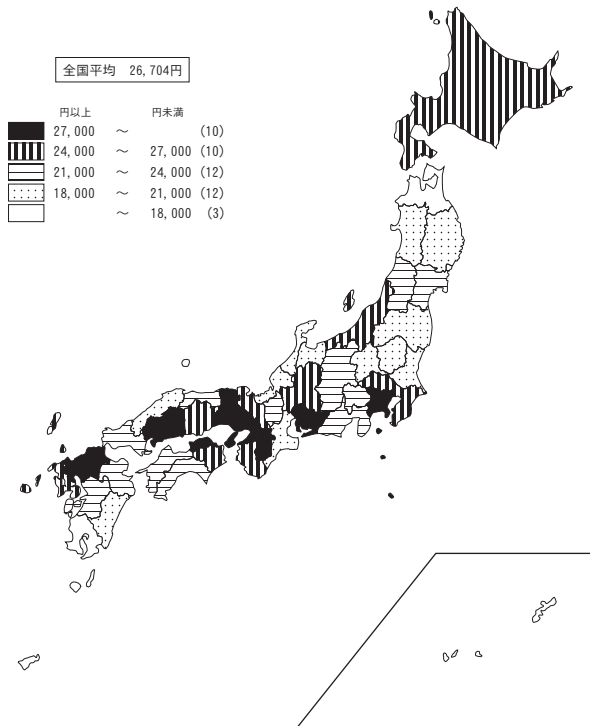 全国平均　26,704円
円以上　円未満
27,000　～　(10)
24,000　～　27,000 (10)
21,000　～　24,000 (12)
18,000　～　21,000 (12)
～　18,000　(3)